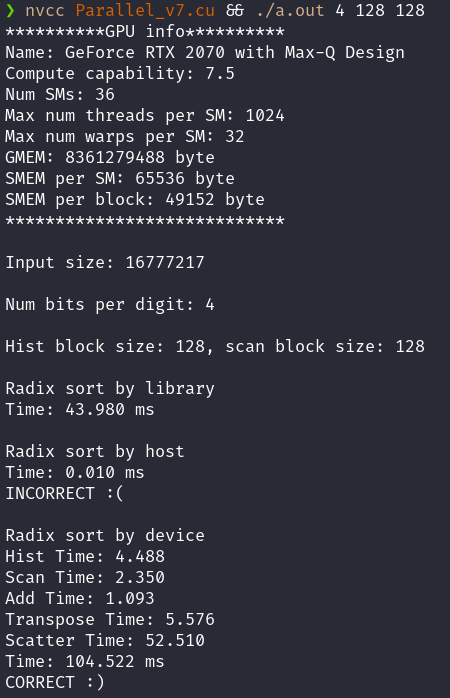 ❯ nvcc Parallel_v7.cu && ./a.out 4 128 128
**********GPU info**********
Name: GeForce RTX 2070 with Max-Q Design
Compute capability: 7.5
Num SMs: 36
Max num threads per SM: 1024
Max num warps per SM: 32
GMEM: 8361279488 byte
SMEM per SM: 65536 byte
SMEM per block: 49152 byte
****************************
Input size: 16777217
Num bits per digit: 4
Hist block size: 128, scan block size: 128
Radix sort by library
Time: 43.980 ms
Radix sort by host
Time: 0.010 ms
INCORRECT :(
Radix sort by device
Hist Time: 4.488
Scan Time: 2.350
Add Time: 1.093
Transpose Time: 5.576
Scatter Time: 52.510
Time: 104.522 ms
CORRECT :)